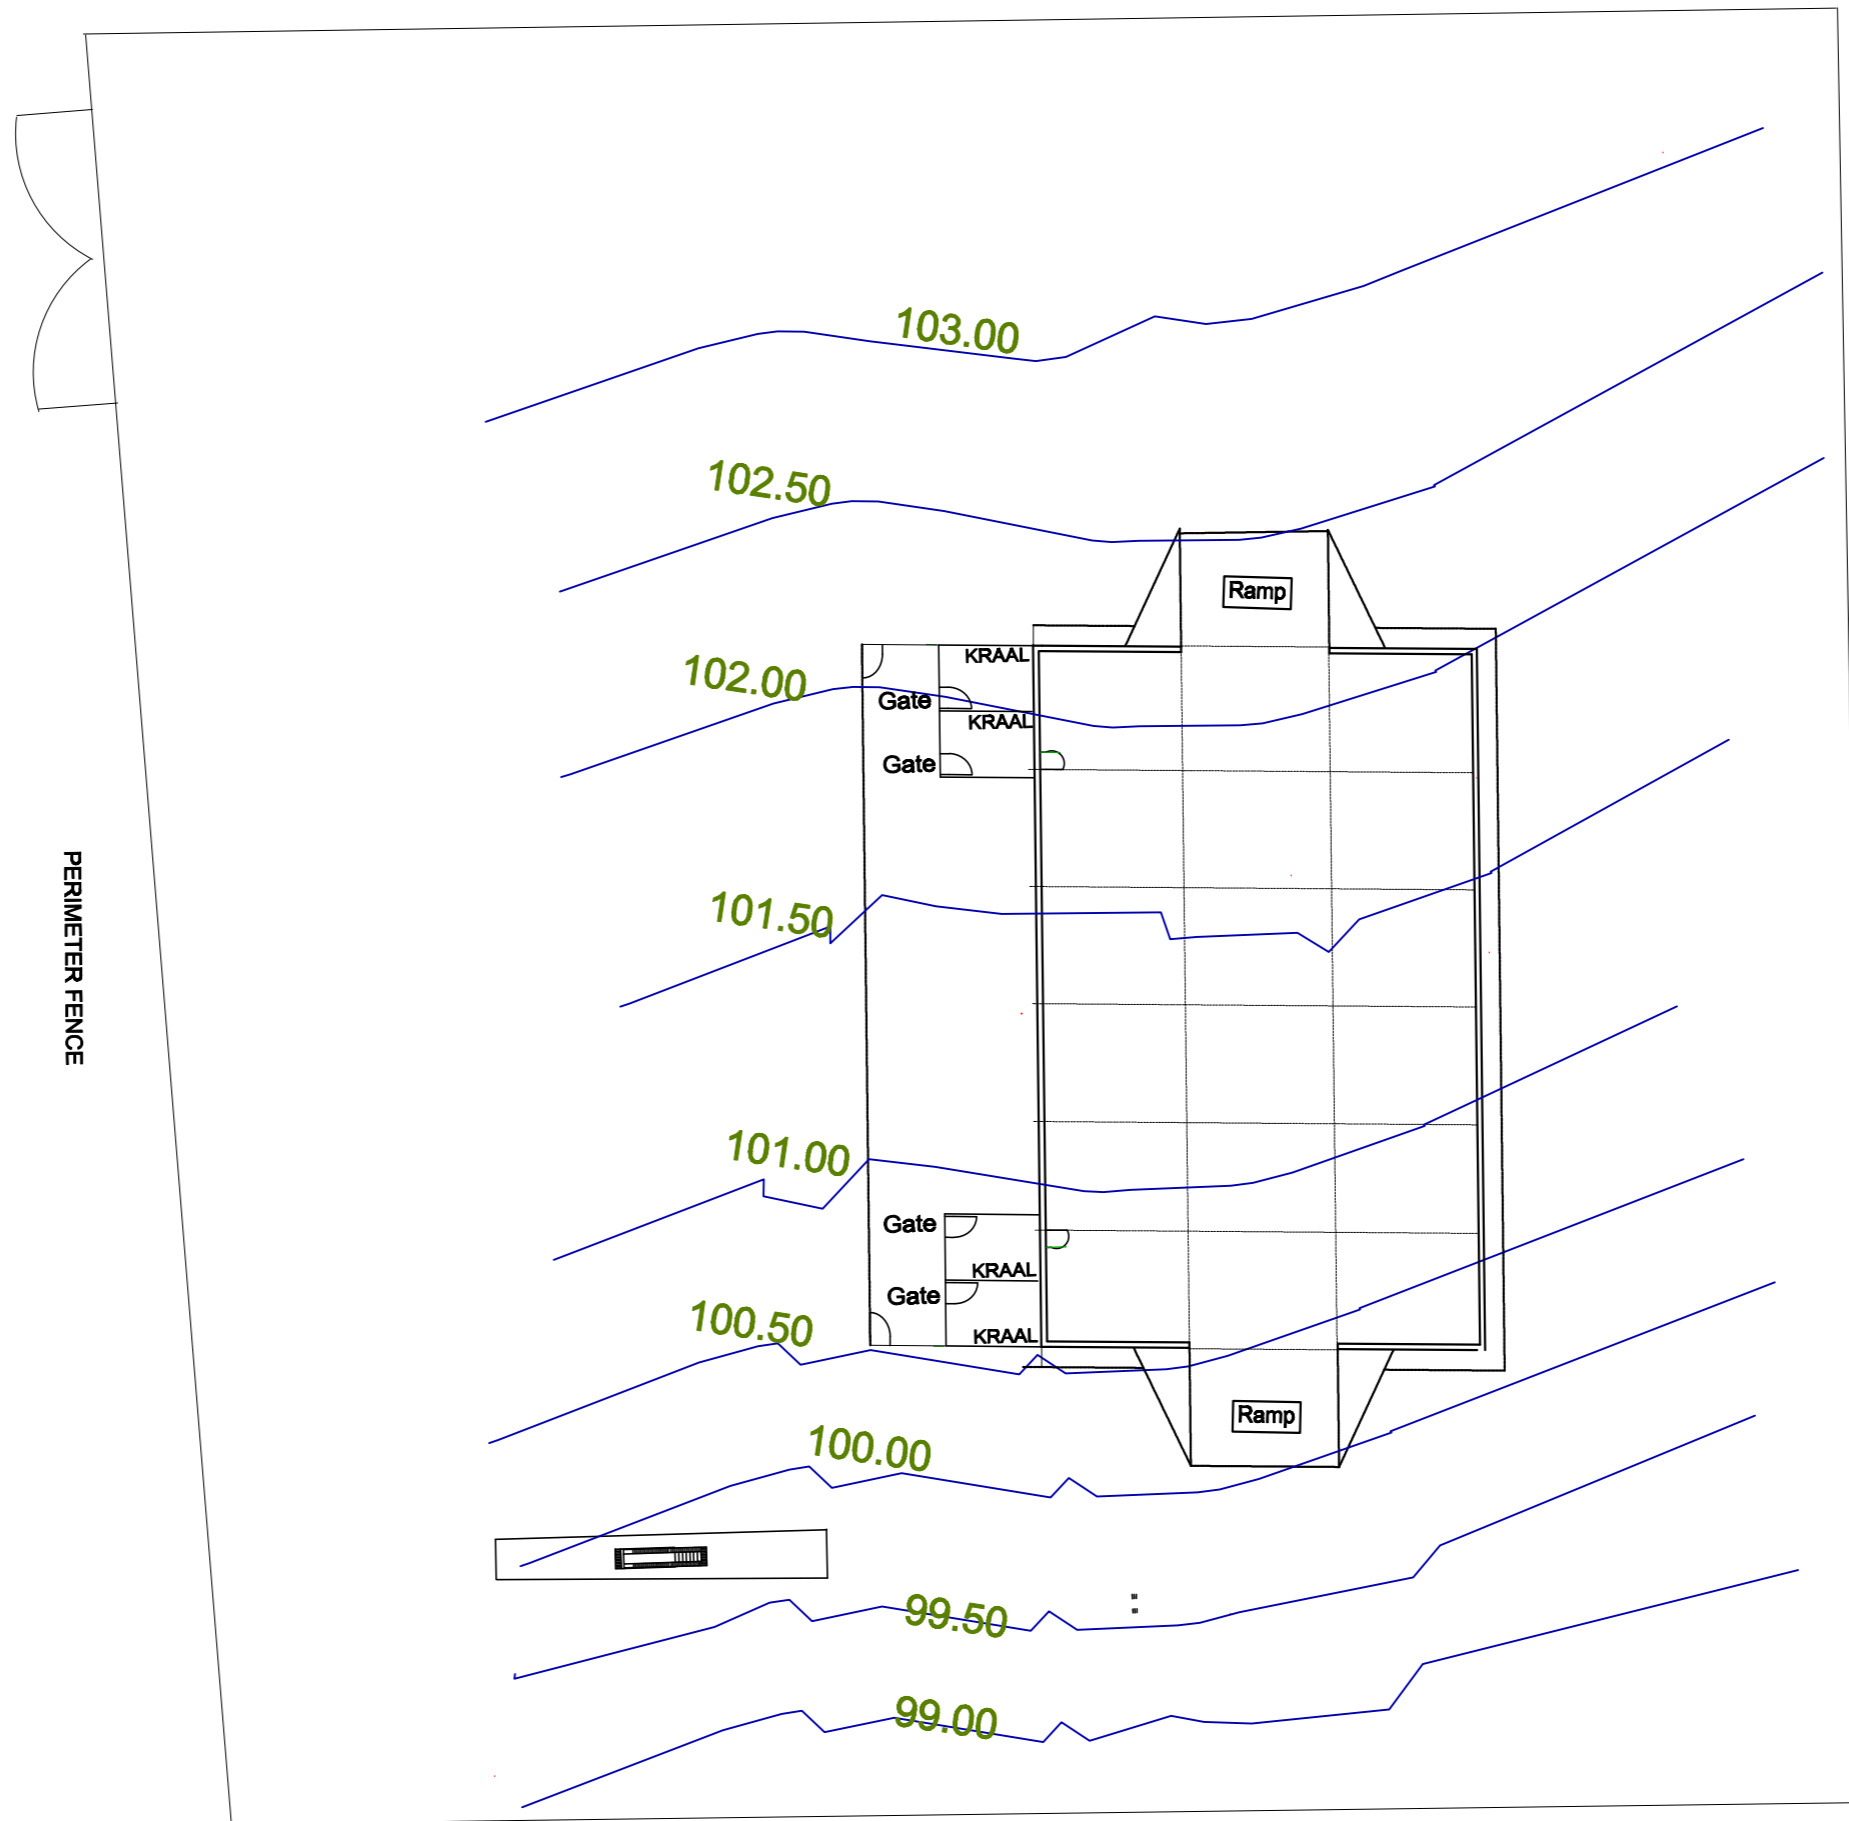 103.00
102.50
Ramp
KRAAL
102.00
Gate
KRAAL
Gate
PERIMETER FENCE
101.50
101.00
Gate
KRAAL
Gate
100.50
KRAAL
Ramp
100.00
99.50
99.00